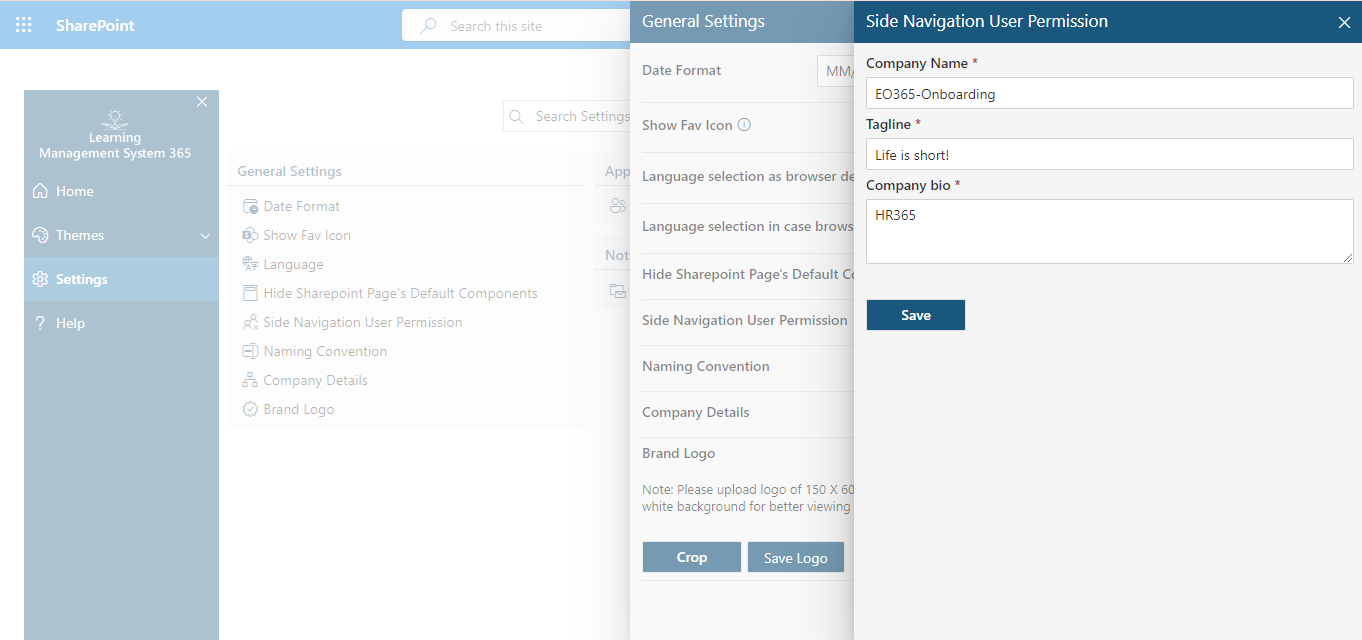 SharePoint
Search this site
Learning
Management System 365
Home
Themes
Settings
Help
Search Settings
General Settings
Date Format
Show Fav Icon
Language
Hide Sharepoint Page's Default Components
Side Navigation User Permission
Naming Convention
Company Details
Brand Logo
App
Not
General Settings
Date Format
MM/
Show Fav Icon
Language selection as browser de
Language selection in case brows
Hide Sharepoint Page's Default Co
Side Navigation User Permission
Naming Convention
Company Details
Brand Logo
Note: Please upload logo of 150 X 60
white background for better viewing
Crop
Save Logo
Side Navigation User Permission
Company Name *
EO365-Onboarding
Tagline *
Life is short!
Company bio *
HR365
Save